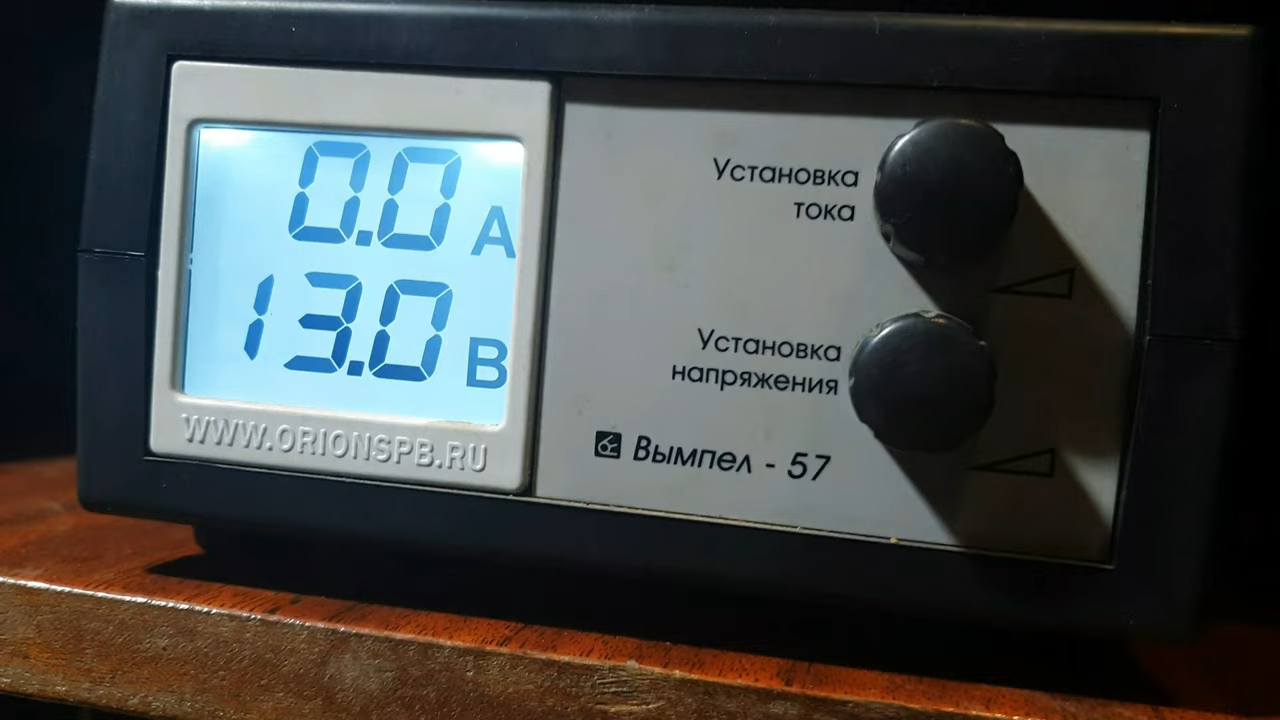 0.0 А
13.0 В
WWW.ORIONSPB.RU
Установка
тока
Установка
напряжения
Вымпел - 57